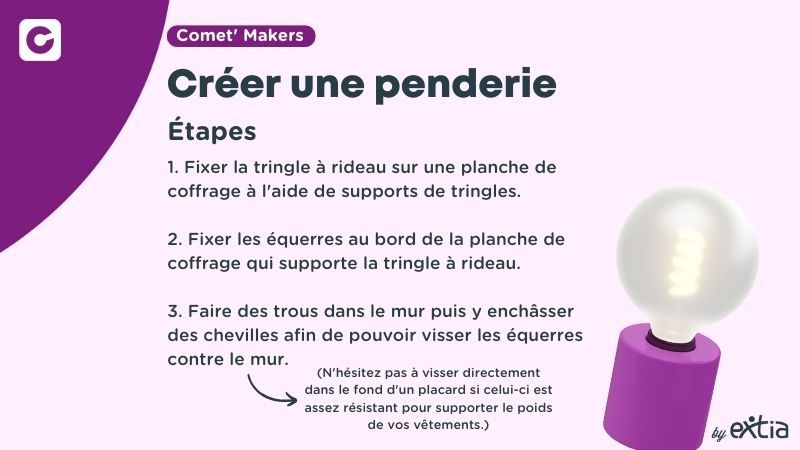 Comet' Makers
Créer une penderie
Étapes
1. Fixer la tringle à rideau sur une planche de
coffrage à l'aide de supports de tringles.
2. Fixer les équerres au bord de la planche de
coffrage qui supporte la tringle à rideau.
3. Faire des trous dans le mur puis y enchâsser
des chevilles afin de pouvoir visser les équerres
contre le mur.
(N'hésitez pas à visser directement
dans le fond d'un placard si celui-ci est
assez résistant pour supporter le poids
de vos vêtements.)
by extia